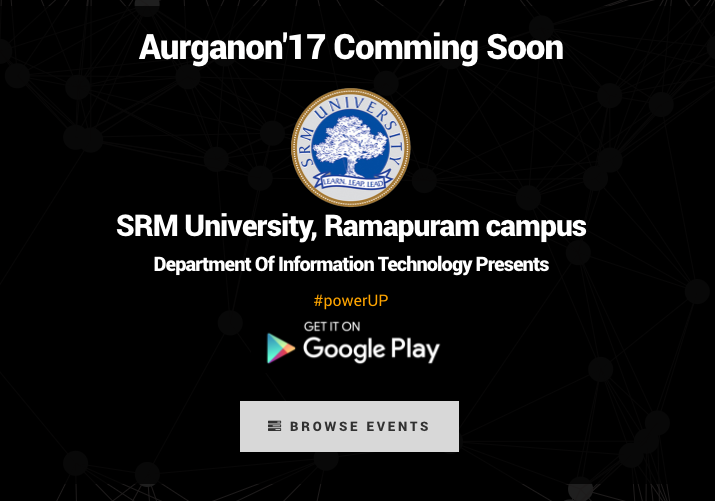 Aurganon'17 Comming Soon
SRM UNIVERSITY
LEARN. LEAP. LEAD
SRM University, Ramapuram campus
Department Of Information Technology Presents
#powerUP
GET IT ON
Google Play
BROWSE EVENTS